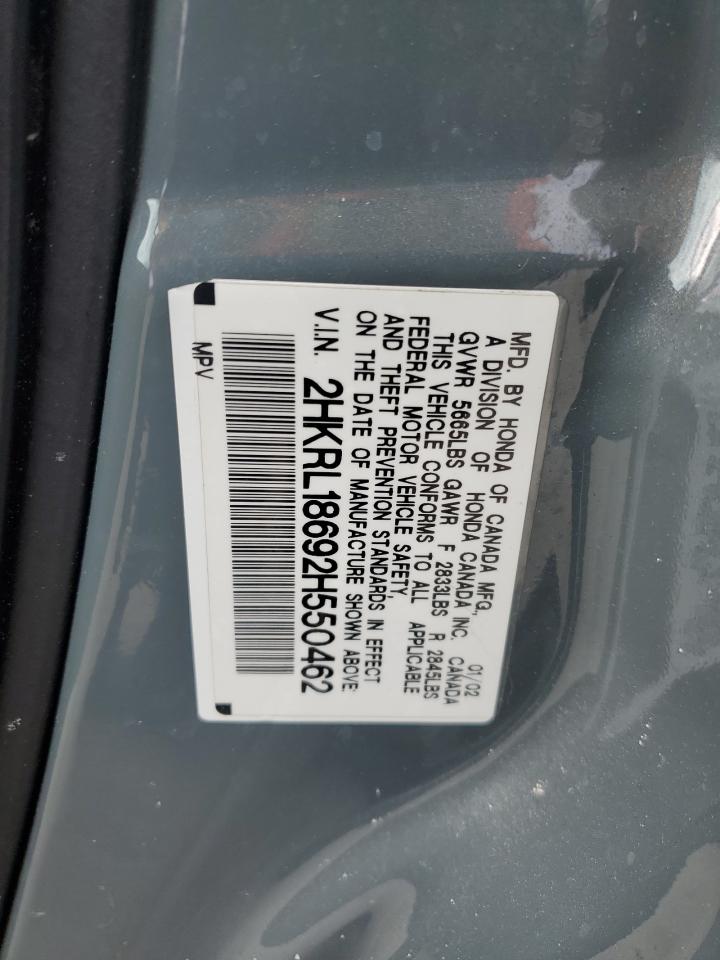 MFD. BY HONDA OF CANADA MFG., 01/02
A DIVISION OF HONDA CANADA INC. CANADA
GVWR 5665LBS GAWR F 2833LBS R 2845LBS
THIS VEHICLE CONFORMS TO ALL APPLICABLE
FEDERAL MOTOR VEHICLE SAFETY,
AND THEFT PREVENTION STANDARDS IN EFFECT
ON THE DATE OF MANUFACTURE SHOWN ABOVE:
V.I.N. 2HKRL18692H550462
MPV